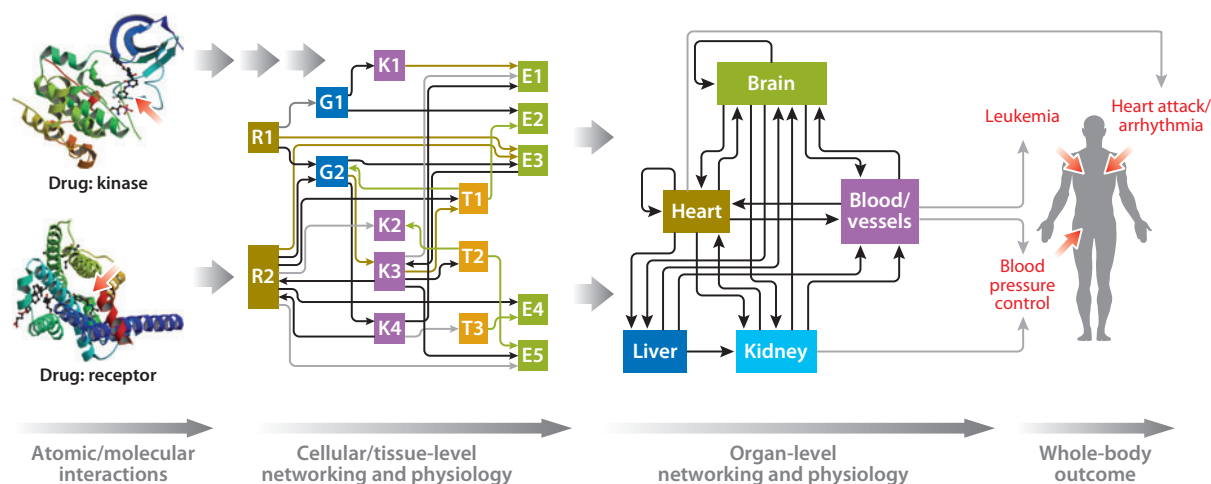 Drug: kinase
Drug: receptor
R1
R2
G1
G2
K1
K2
K3
K4
T1
T2
T3
E1
E2
E3
E4
E5
Brain
Heart
Blood/
vessels
Liver
Kidney
Leukemia
Heart attack/
arrhythmia
Blood
pressure
control
Atomic/molecular
interactions
Cellular/tissue-level
networking and physiology
Organ-level
networking and physiology
Whole-body
outcome